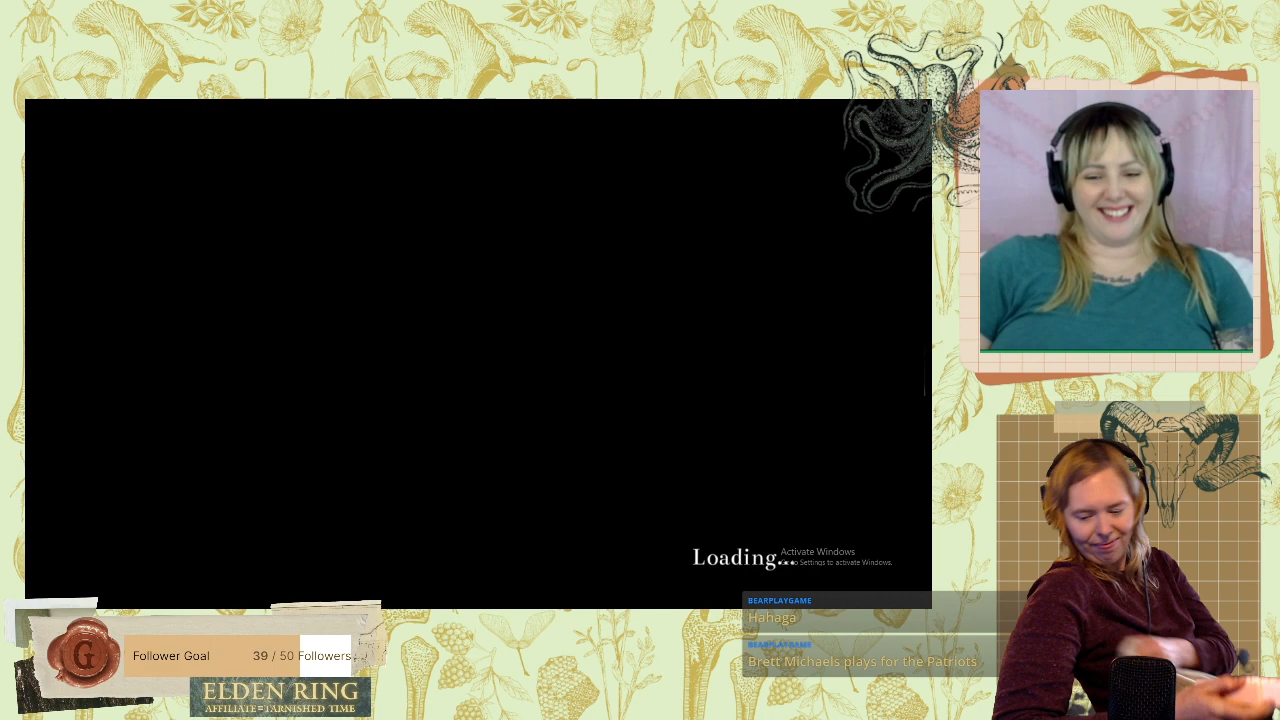 Loading...
Activate Windows
Go to Settings to activate Windows.
BEARPLAYGAME
Hahaga
BEARPLAYGAME
Brett Michaels plays for the Patriots
G
Follower Goal
39 / 50 Followers
ELDEN RING
AFFILIATE=TARNISHED TIME